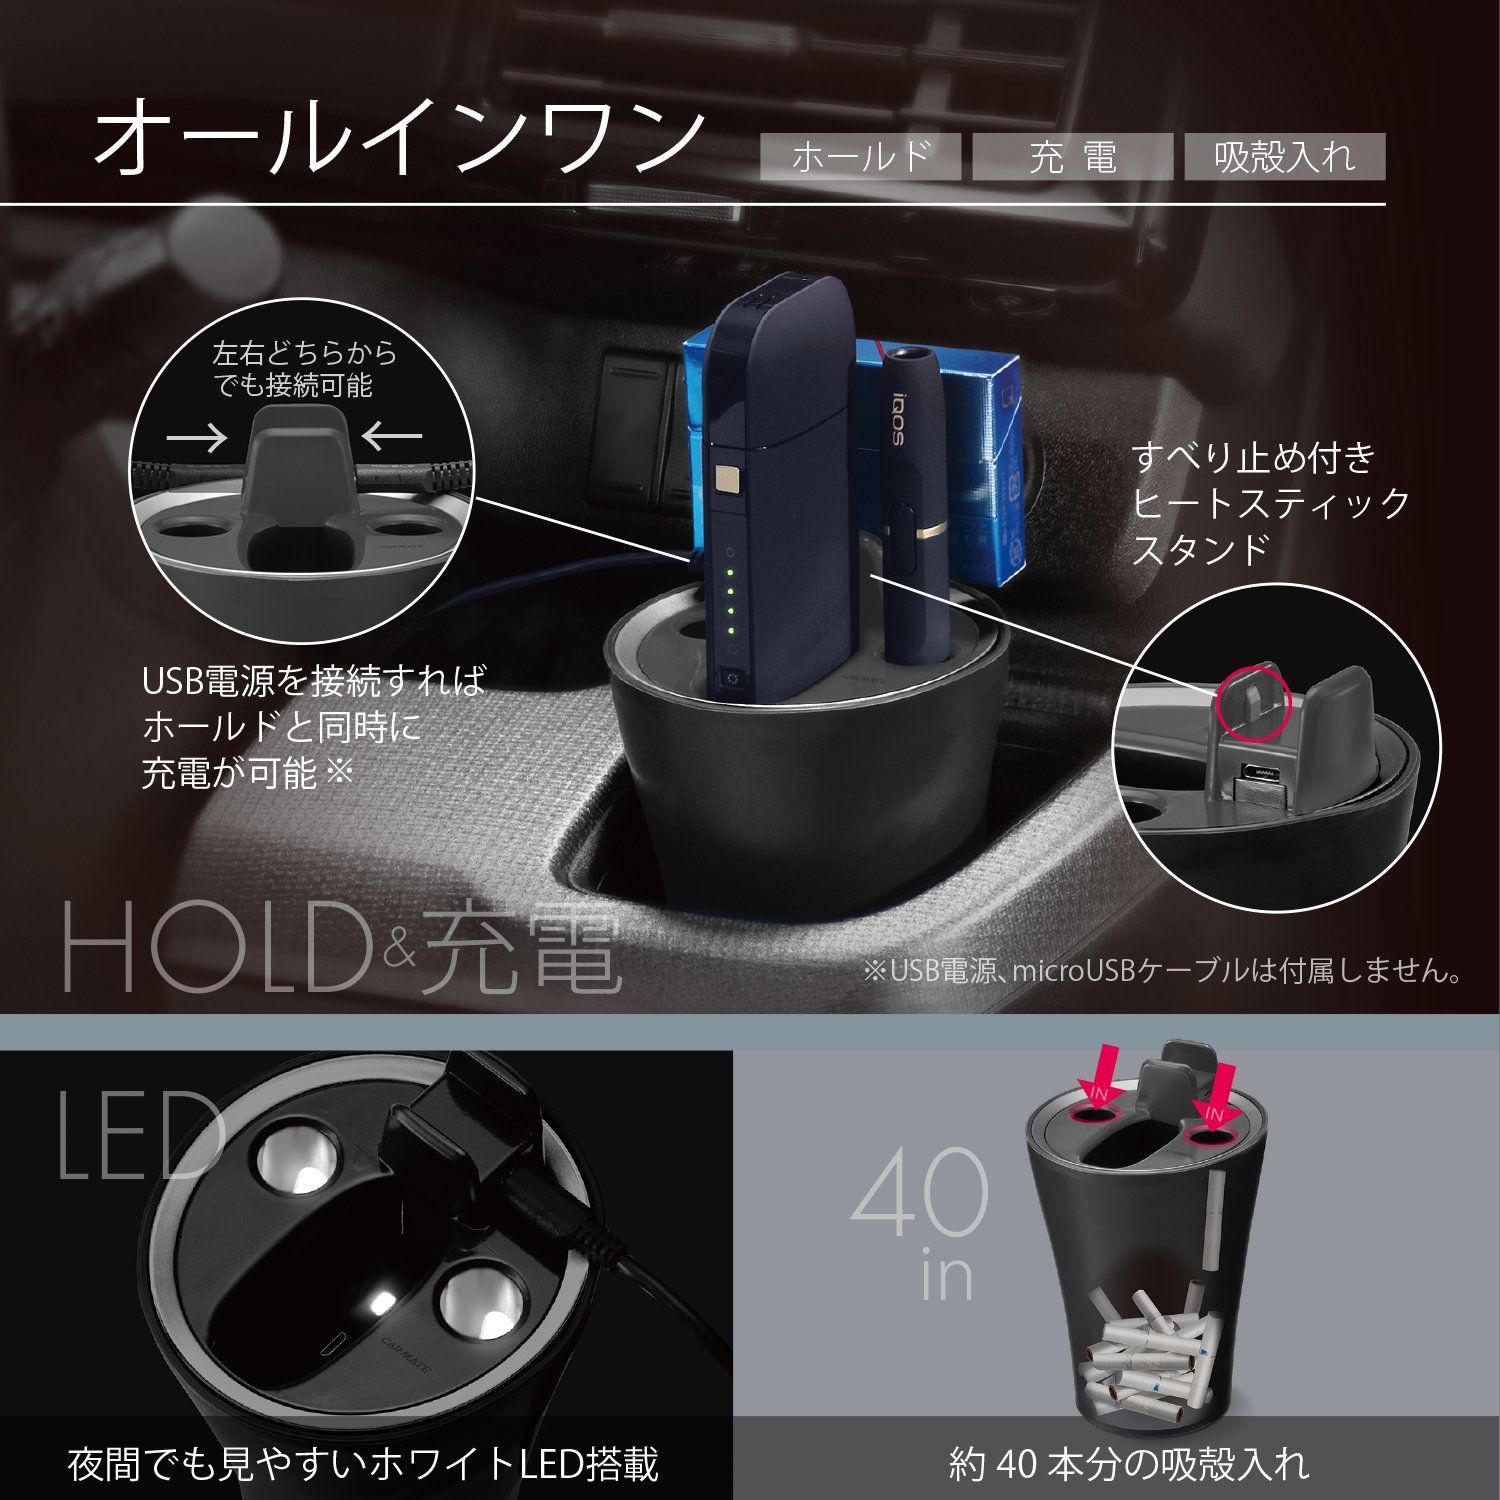 オールインワン
ホールド
充電
吸殻入れ
左右どちらから
でも接続可能
iQOS
すべり止め付き
ヒートスティック
スタンド
CARMATE
CARMATE
USB電源を接続すれば
ホールドと同時に
充電が可能※
HOLD&充電
※USB電源、microUSBケーブルは付属しません。
LED
CARMATE
夜間でも見やすいホワイトLED搭載
IN
IN
40
in
約40本分の吸殻入れ